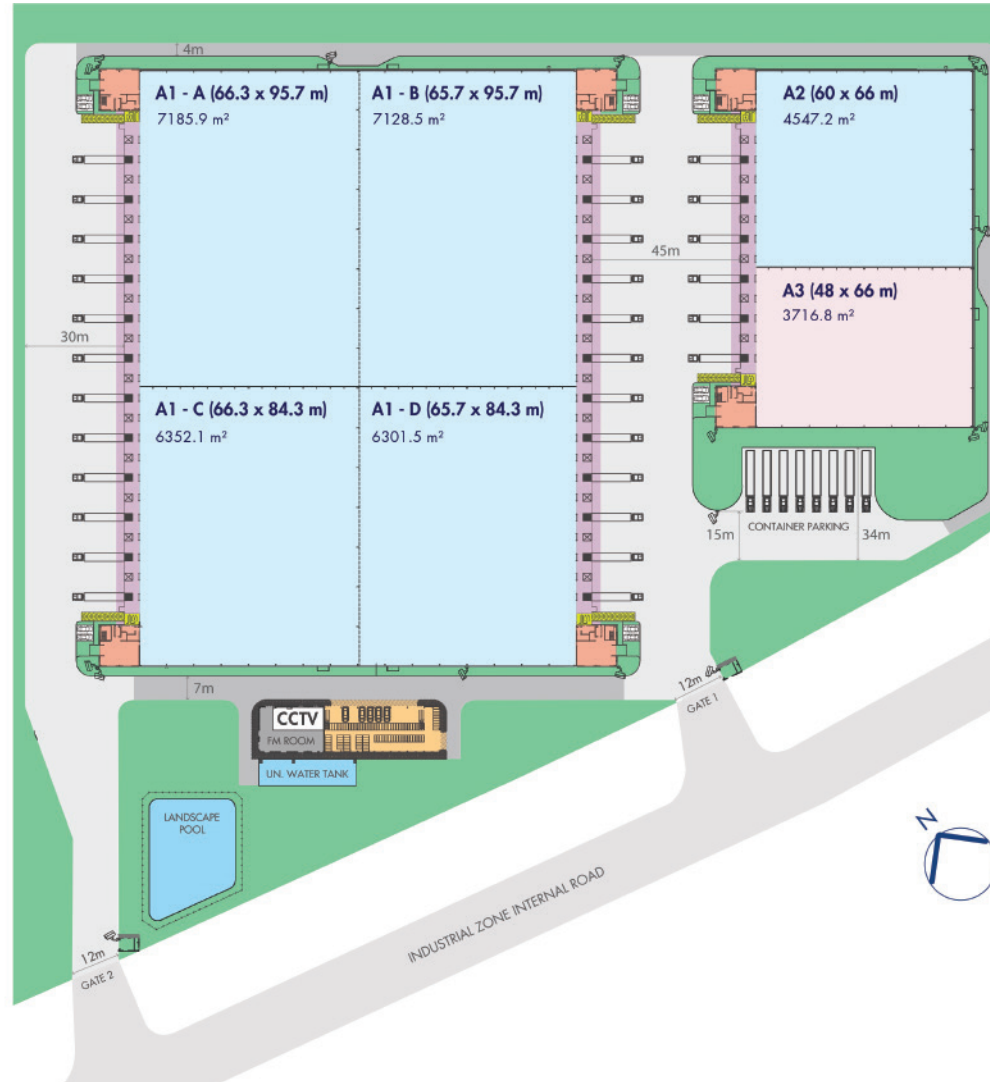 4m
A1 - A (66.3 x 95.7 m)
7185.9 m²
A1 - B (65.7 x 95.7 m)
7128.5 m²
A2 (60 x 66 m)
4547.2 m²
45m
A3 (48 x 66 m)
3716.8 m²
30m
A1 - C (66.3 x 84.3 m)
6352.1 m²
A1 - D (65.7 x 84.3 m)
6301.5 m²
CONTAINER PARKING
15m
34m
7m
12m
GATE 1
CCTV
FM ROOM
UN. WATER TANK
LANDSCAPE
POOL
N
INDUSTRIAL ZONE INTERNAL ROAD
12m
GATE 2